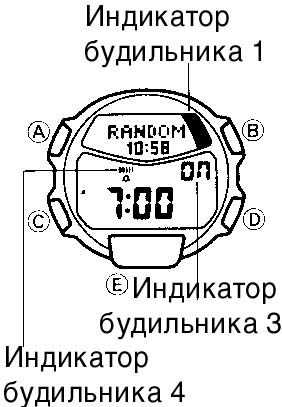 Индикатор
будильника 1
A
B
RANDOM
10:58
ON
7:00
C
D
E
Индикатор
будильника 3
Индикатор
будильника 4